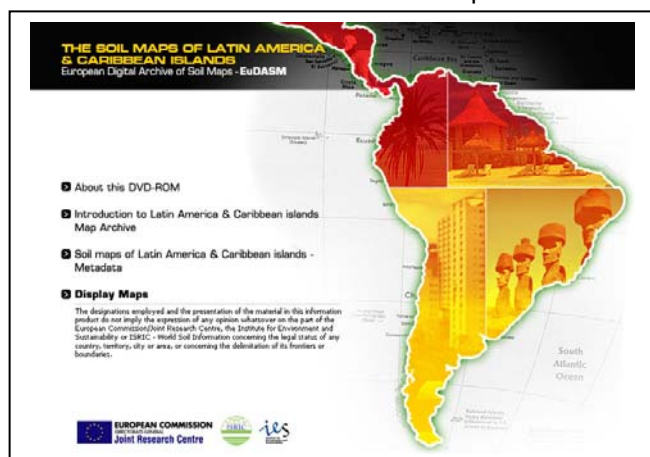 THE SOIL MAPS OF LATIN AMERICA
& CARIBBEAN ISLANDS
European Digital Archive of Soil Maps - EuDASM
Caribbean Sea
About this DVD-ROM
Introduction to Latin America & Caribbean islands
Map Archive
Soil maps of Latin America & Caribbean islands -
Metadata
Display Maps
The designations employed and the presentation of the material in this information
product do not imply the expression of any opinion whatsoever on the part of the
European Commission/Joint Research Centre, the Institute for Environment and
Sustainability or ISRIC - World Soil Information concerning the legal status of any
country, territory, city or area, or concerning the delimitation of its frontiers or
boundaries.
South
Atlantic
Ocean
EUROPEAN COMMISSION
DIRECTORATE-GENERAL
Joint Research Centre
ISRIC
ies